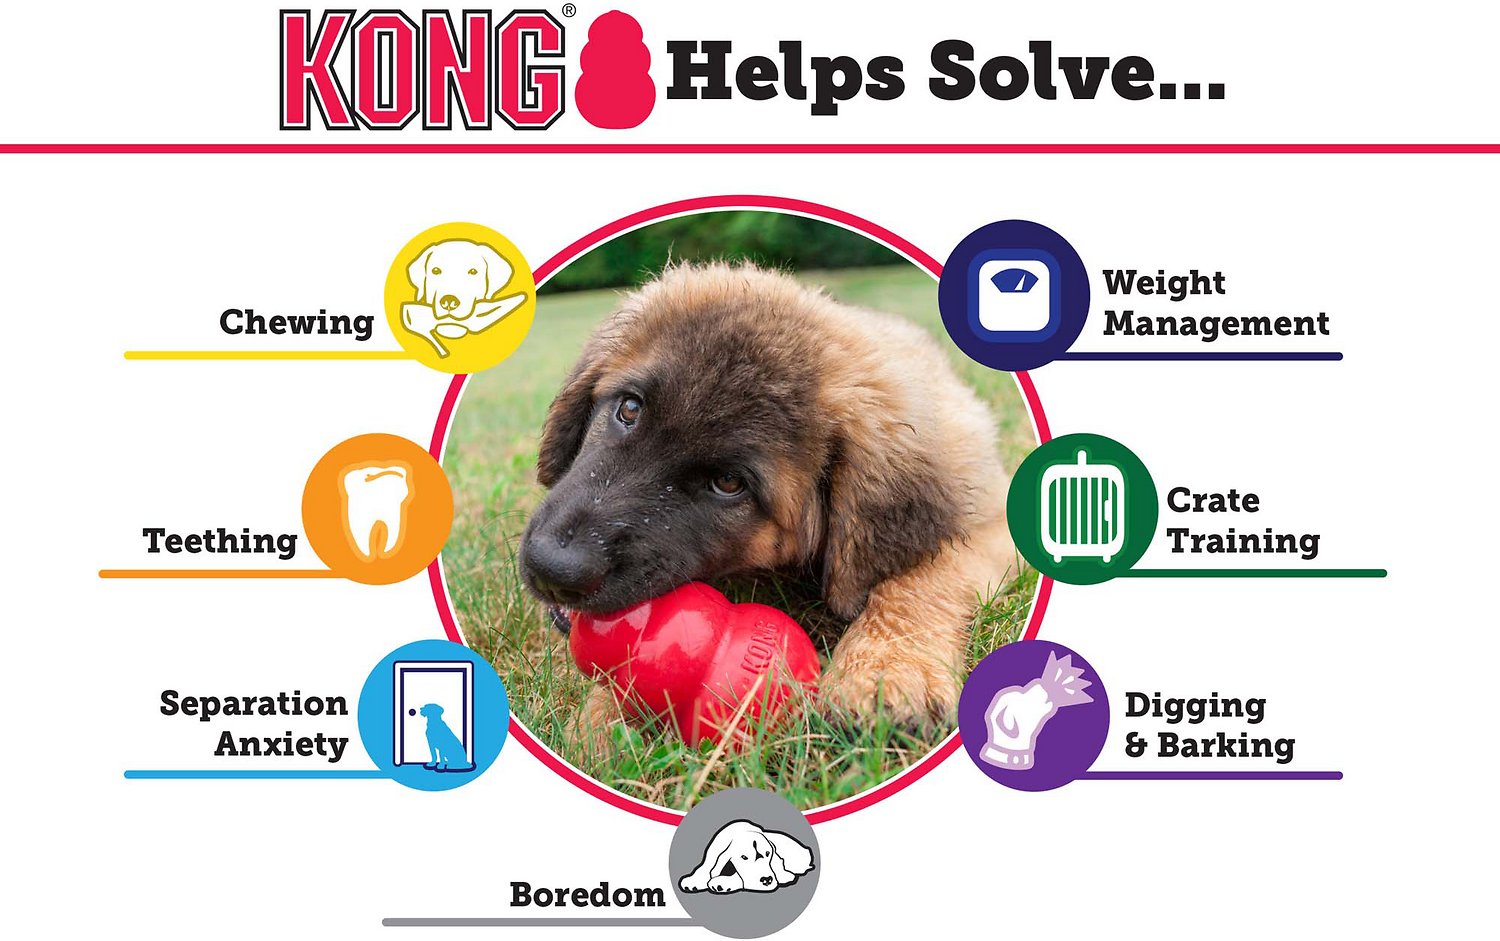 KONG® Helps Solve...
Chewing
Weight
Management
Teething
Crate
Training
Separation
Anxiety
Digging
& Barking
Boredom
KONG